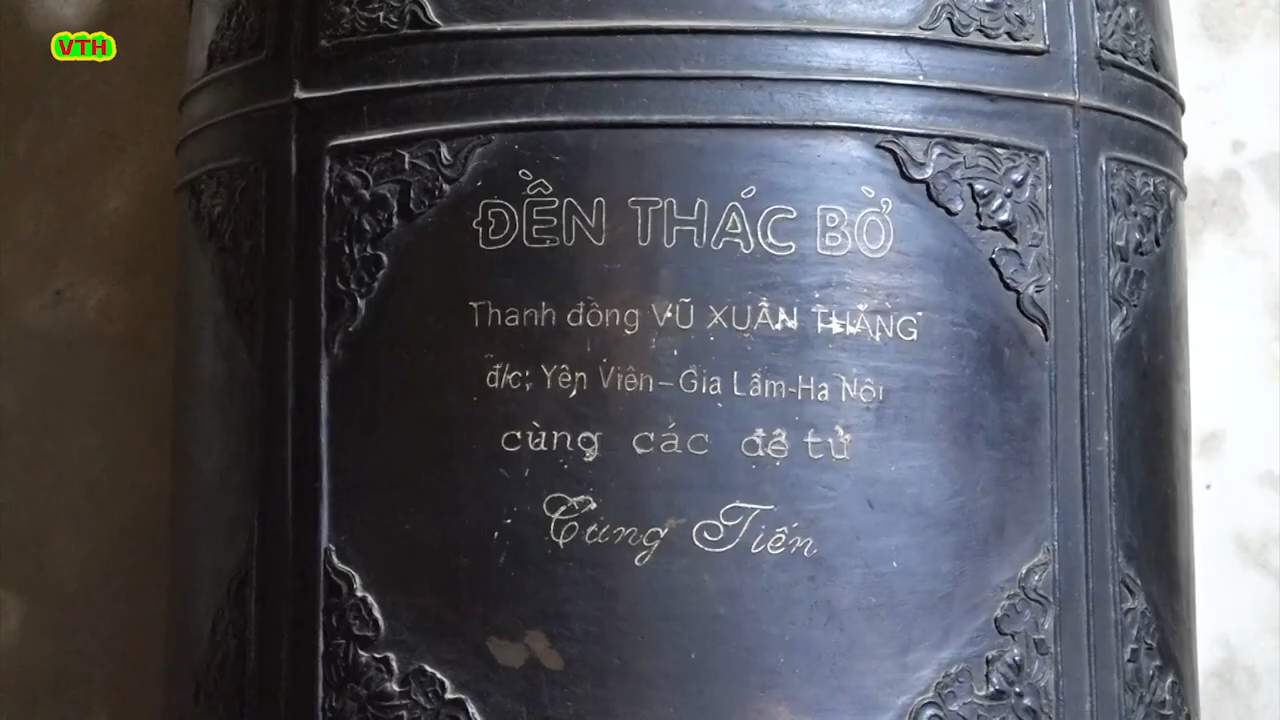 VTH
ĐỀN THÁC BỜ
Thanh đồng VŨ XUÂN THẮNG
đ/c; Yên Viên-Gia Lâm-Ha Nội
cùng các đệ tử
Cung Tiến